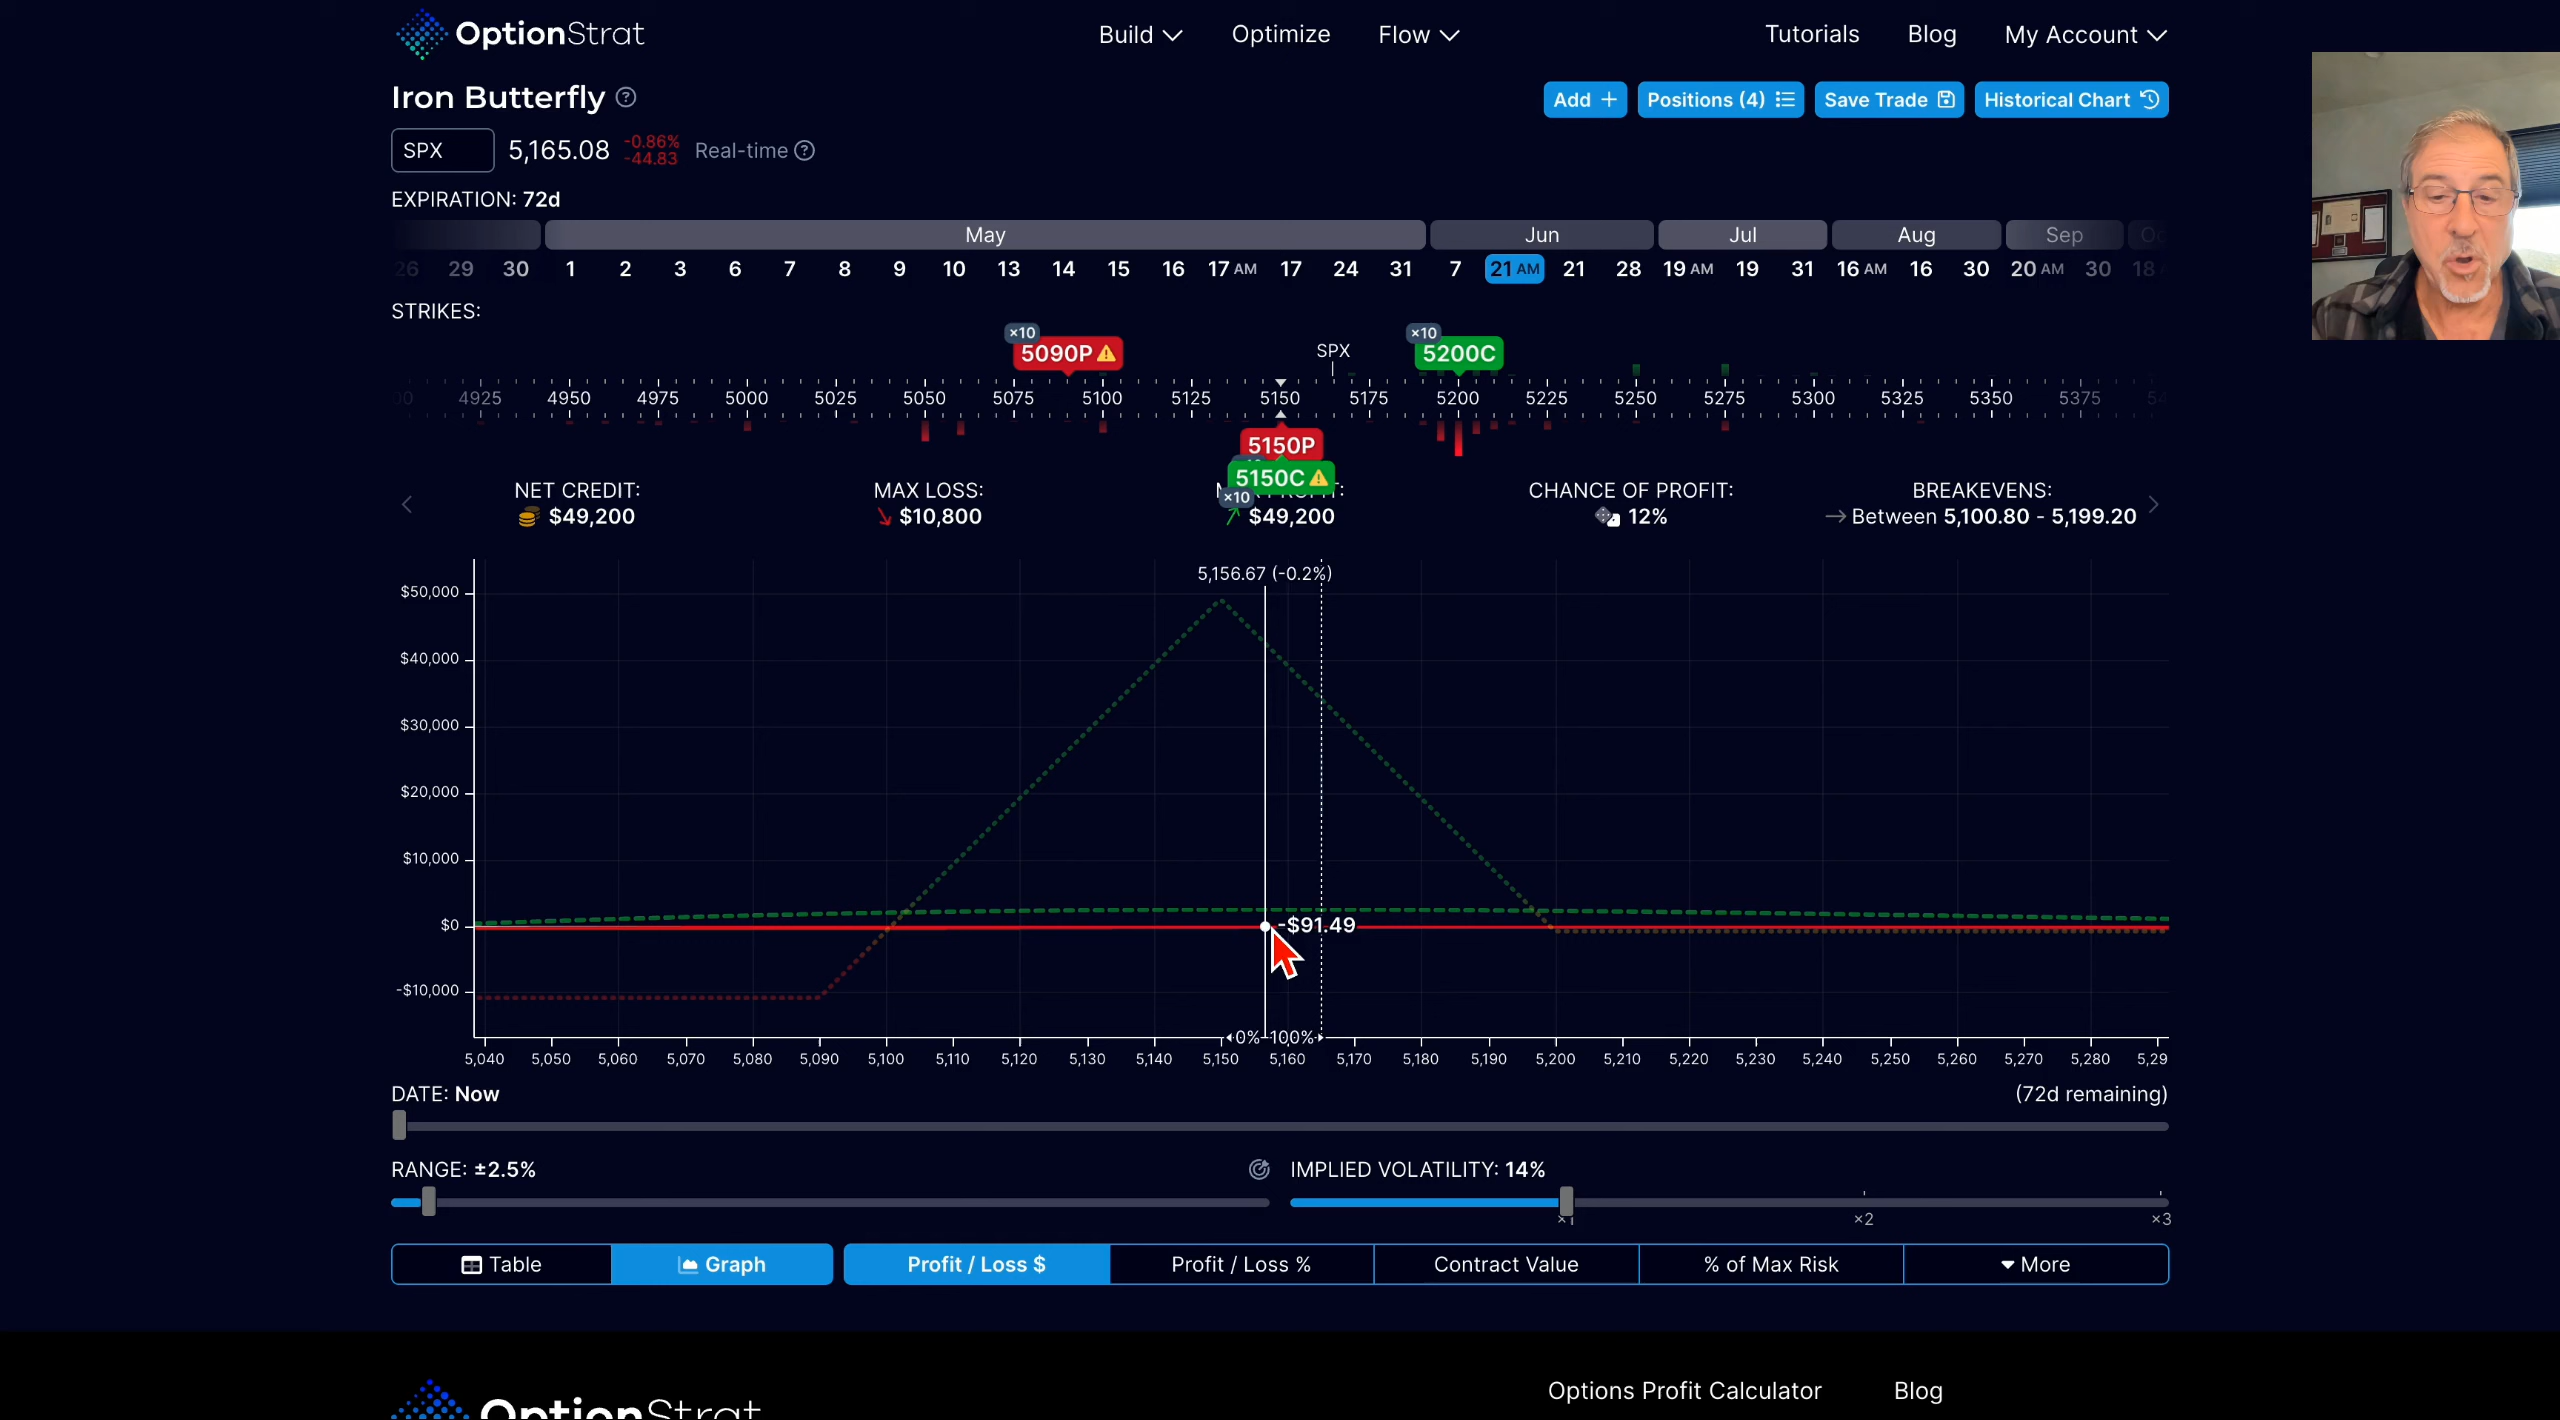 OptionStrat
Build
Optimize
Flow
Tutorials
Blog
My Account
Iron Butterfly
Add +
Positions (4)
Save Trade
Historical Chart
SPX
5,165.08
-0.86%
-44.83
Real-time
EXPIRATION: 72d
May Jun Jul Aug Sep
26 29 30 1 2 3 6 7 8 9 10 13 14 15 16 17 AM 17 24 31 7 21 AM 21 28 19 AM 19 31 16 AM 16 30 20 AM 30 18
STRIKES:
×10
5090P
SPX
×10
5200C
4925 4950 4975 5000 5025 5050 5075 5100 5125 5150 5175 5200 5225 5250 5275 5300 5325 5350 5375
5150P
5150C
×10
NET CREDIT:
$49,200
MAX LOSS:
$10,800
$49,200
CHANCE OF PROFIT:
12%
BREAKEVENS:
Between 5,100.80 - 5,199.20
5,156.67 (-0.2%)
$50,000
$40,000
$30,000
$20,000
$10,000
$0
-$10,000
-$91.49
0% 100%
5,040 5,050 5,060 5,070 5,080 5,090 5,100 5,110 5,120 5,130 5,140 5,150 5,160 5,170 5,180 5,190 5,200 5,210 5,220 5,230 5,240 5,250 5,260 5,270 5,280 5,29
DATE: Now
(72d remaining)
RANGE: ±2.5%
IMPLIED VOLATILITY: 14%
×1 ×2 ×3
Table
Graph
Profit / Loss $
Profit / Loss %
Contract Value
% of Max Risk
More
OptionStrat
Options Profit Calculator
Blog